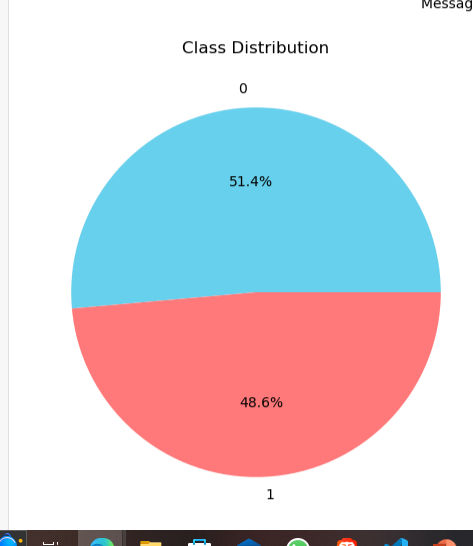 Messag
Class Distribution
0
51.4%
48.6%
1